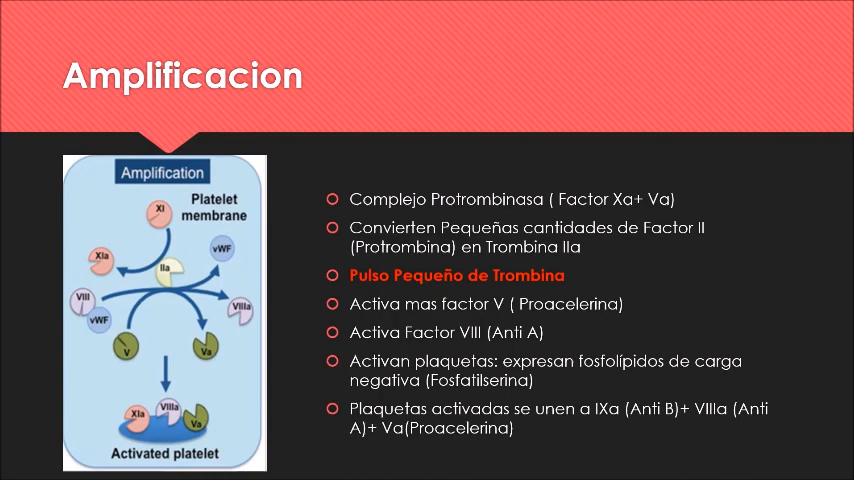 Amplificacion
Amplification
Platelet
membrane
XI
XIa
vWF
IIa
VIII
vWF
VIIIa
V
Va
XIa
VIIIa
Va
Activated platelet
Complejo Protrombinasa ( Factor Xa+ Va)
Convierten Pequeñas cantidades de Factor II
(Protrombina) en Trombina IIa
Pulso Pequeño de Trombina
Activa mas factor V ( Proacelerina)
Activa Factor VIII (Anti A)
Activan plaquetas: expresan fosfolípidos de carga
negativa (Fosfatilserina)
Plaquetas activadas se unen a IXa (Anti B)+ VIIIa (Anti
A)+ Va(Proacelerina)